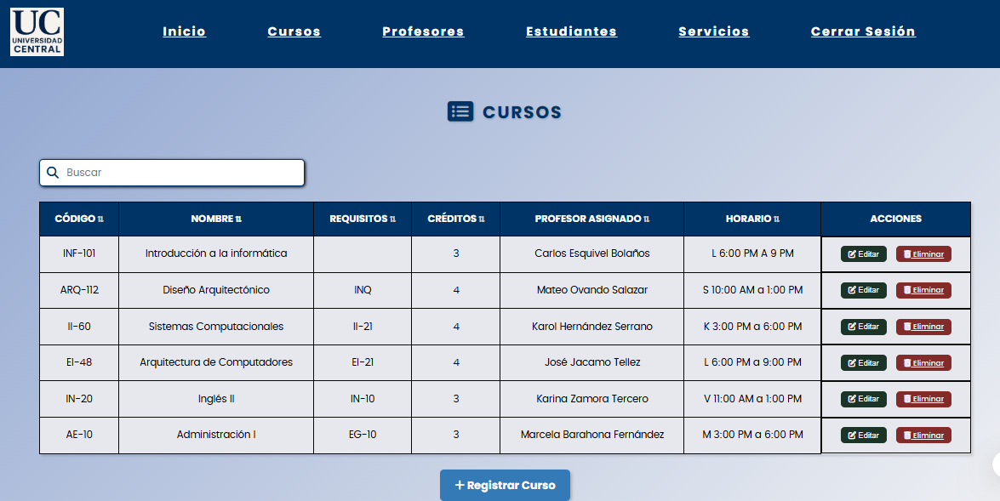 UC
UNIVERSIDAD
CENTRAL
Inicio Cursos Profesores Estudiantes Servicios Cerrar Sesión
CURSOS
Buscar
CÓDIGO NOMBRE REQUISITOS CRÉDITOS PROFESOR ASIGNADO HORARIO ACCIONES
INF-101 Introducción a la informática 3 Carlos Esquivel Bolaños L 6:00 PM A 9 PM Editar Eliminar
ARQ-112 Diseño Arquitectónico INQ 4 Mateo Ovando Salazar S 10:00 AM a 1:00 PM Editar Eliminar
II-60 Sistemas Computacionales II-21 4 Karol Hernández Serrano K 3:00 PM a 6:00 PM Editar Eliminar
EI-48 Arquitectura de Computadores EI-21 4 José Jacamo Tellez L 6:00 PM a 9:00 PM Editar Eliminar
IN-20 Inglés II IN-10 3 Karina Zamora Tercero V 11:00 AM a 1:00 PM Editar Eliminar
AE-10 Administración I EG-10 3 Marcela Barahona Fernández M 3:00 PM a 6:00 PM Editar Eliminar
+ Registrar Curso